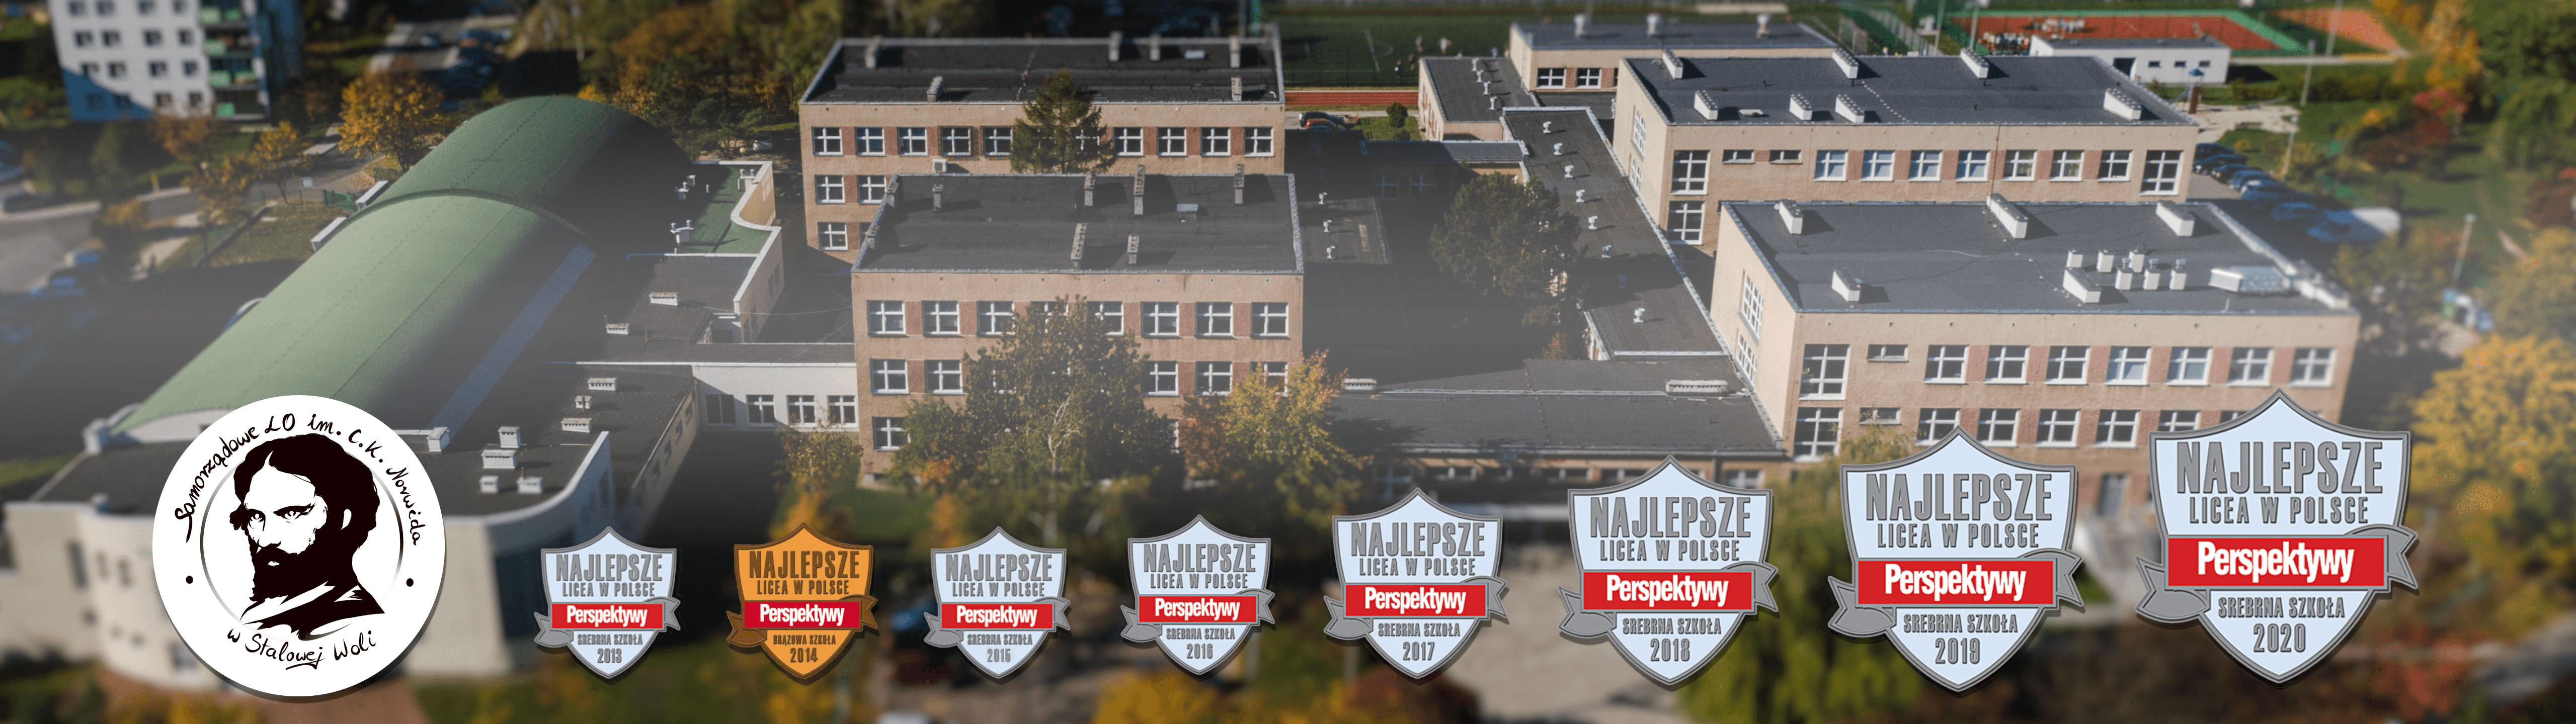 Samorządowe LO im. C.K. Norwida
w Stalowej Woli
NAJLEPSZE
LICEA W POLSCE
Perspektywy
SREBRNA SZKOŁA
2013
NAJLEPSZE
LICEA W POLSCE
Perspektywy
BRĄZOWA SZKOŁA
2014
NAJLEPSZE
LICEA W POLSCE
Perspektywy
SREBRNA SZKOŁA
2015
NAJLEPSZE
LICEA W POLSCE
Perspektywy
SREBRNA SZKOŁA
2016
NAJLEPSZE
LICEA W POLSCE
Perspektywy
SREBRNA SZKOŁA
2017
NAJLEPSZE
LICEA W POLSCE
Perspektywy
SREBRNA SZKOŁA
2018
NAJLEPSZE
LICEA W POLSCE
Perspektywy
SREBRNA SZKOŁA
2019
NAJLEPSZE
LICEA W POLSCE
Perspektywy
SREBRNA SZKOŁA
2020